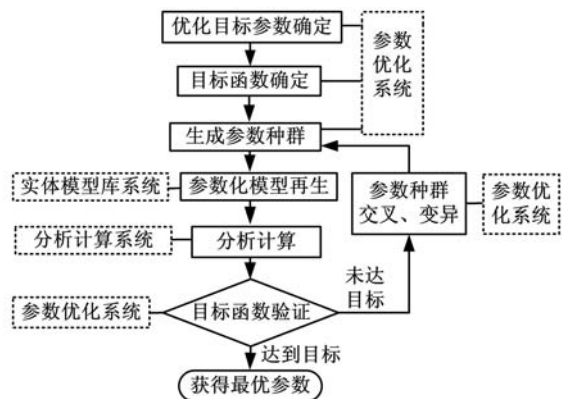 优化目标参数确定
参数
优化
系统
目标函数确定
生成参数种群
实体模型库系统
参数化模型再生
参数种群
交叉、变异
参数优
化系统
分析计算系统
分析计算
未达
目标
参数优化系统
目标函数验证
达到目标
获得最优参数